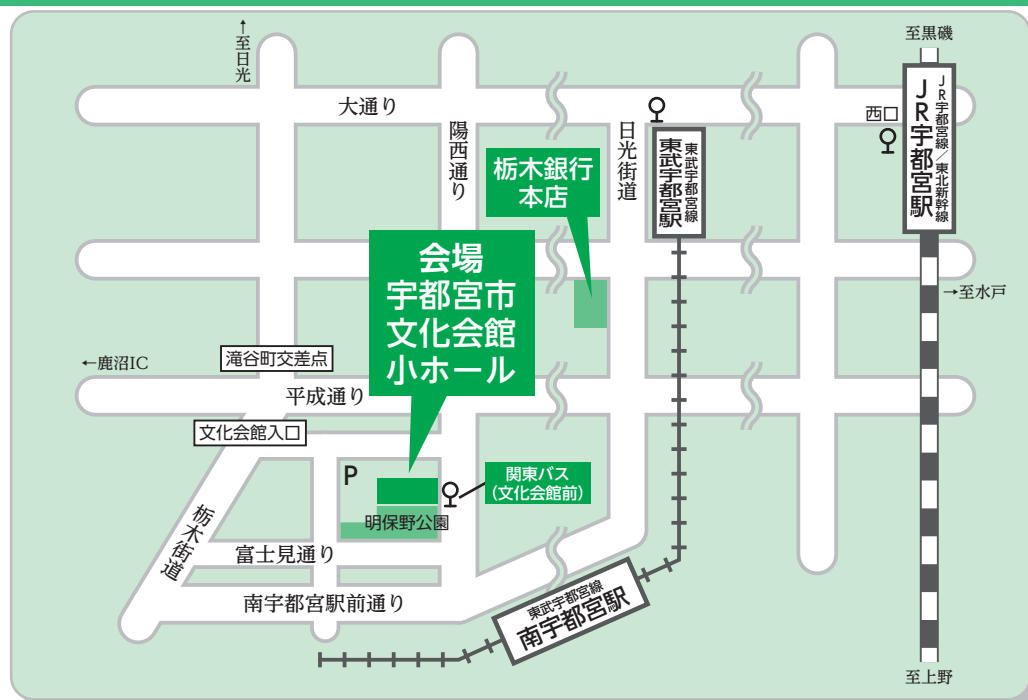 ↑至日光
至黒磯
大通り
西口
JR宇都宮線／東北新幹線
JR宇都宮駅
陽西通り
日光街道
東武宇都宮線
東武宇都宮駅
栃木銀行
本店
会場
宇都宮市
文化会館
小ホール
→至水戸
滝谷町交差点
←鹿沼IC
平成通り
文化会館入口
P
関東バス
(文化会館前)
明保野公園
栃木街道
富士見通り
南宇都宮駅前通り
東武宇都宮線
南宇都宮駅
至上野